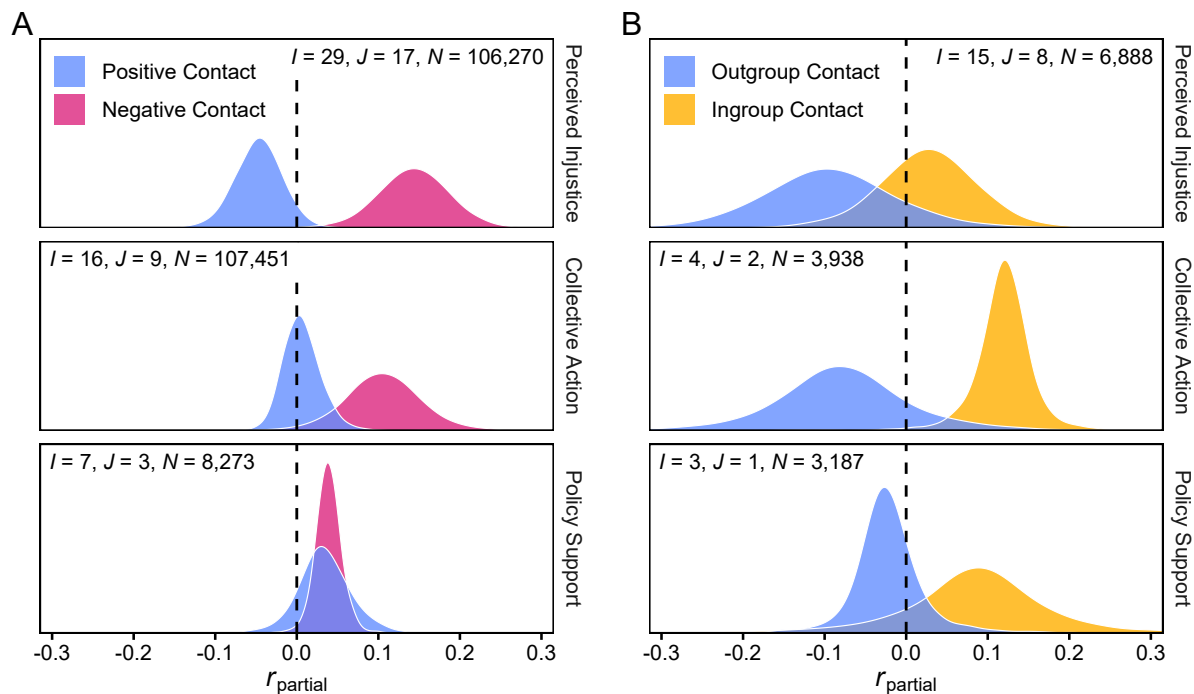 A
I = 29, J = 17, N = 106,270
Positive Contact
Negative Contact
Perceived Injustice
I = 16, J = 9, N = 107,451
Collective Action
I = 7, J = 3, N = 8,273
Policy Support
-0.3 -0.2 -0.1 0.0 0.1 0.2 0.3
rpartial
B
I = 15, J = 8, N = 6,888
Outgroup Contact
Ingroup Contact
Perceived Injustice
I = 4, J = 2, N = 3,938
Collective Action
I = 3, J = 1, N = 3,187
Policy Support
-0.3 -0.2 -0.1 0.0 0.1 0.2 0.3
rpartial